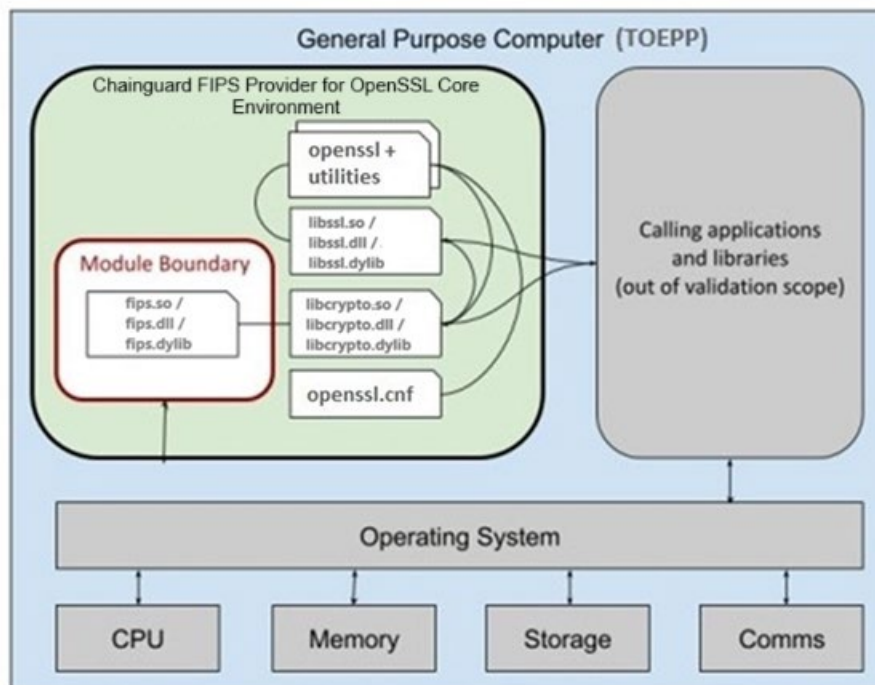 General Purpose Computer (TOEPP)
Chainguard FIPS Provider for OpenSSL Core
Environment
openssl +
utilities
libssl.so /
libssl.dll /
libssl.dylib
Module Boundary
fips.so /
fips.dll /
fips.dylib
libcrypto.so /
libcrypto.dll /
libcrypto.dylib
openssl.cnf
Calling applications
and libraries
(out of validation scope)
Operating System
CPU
Memory
Storage
Comms